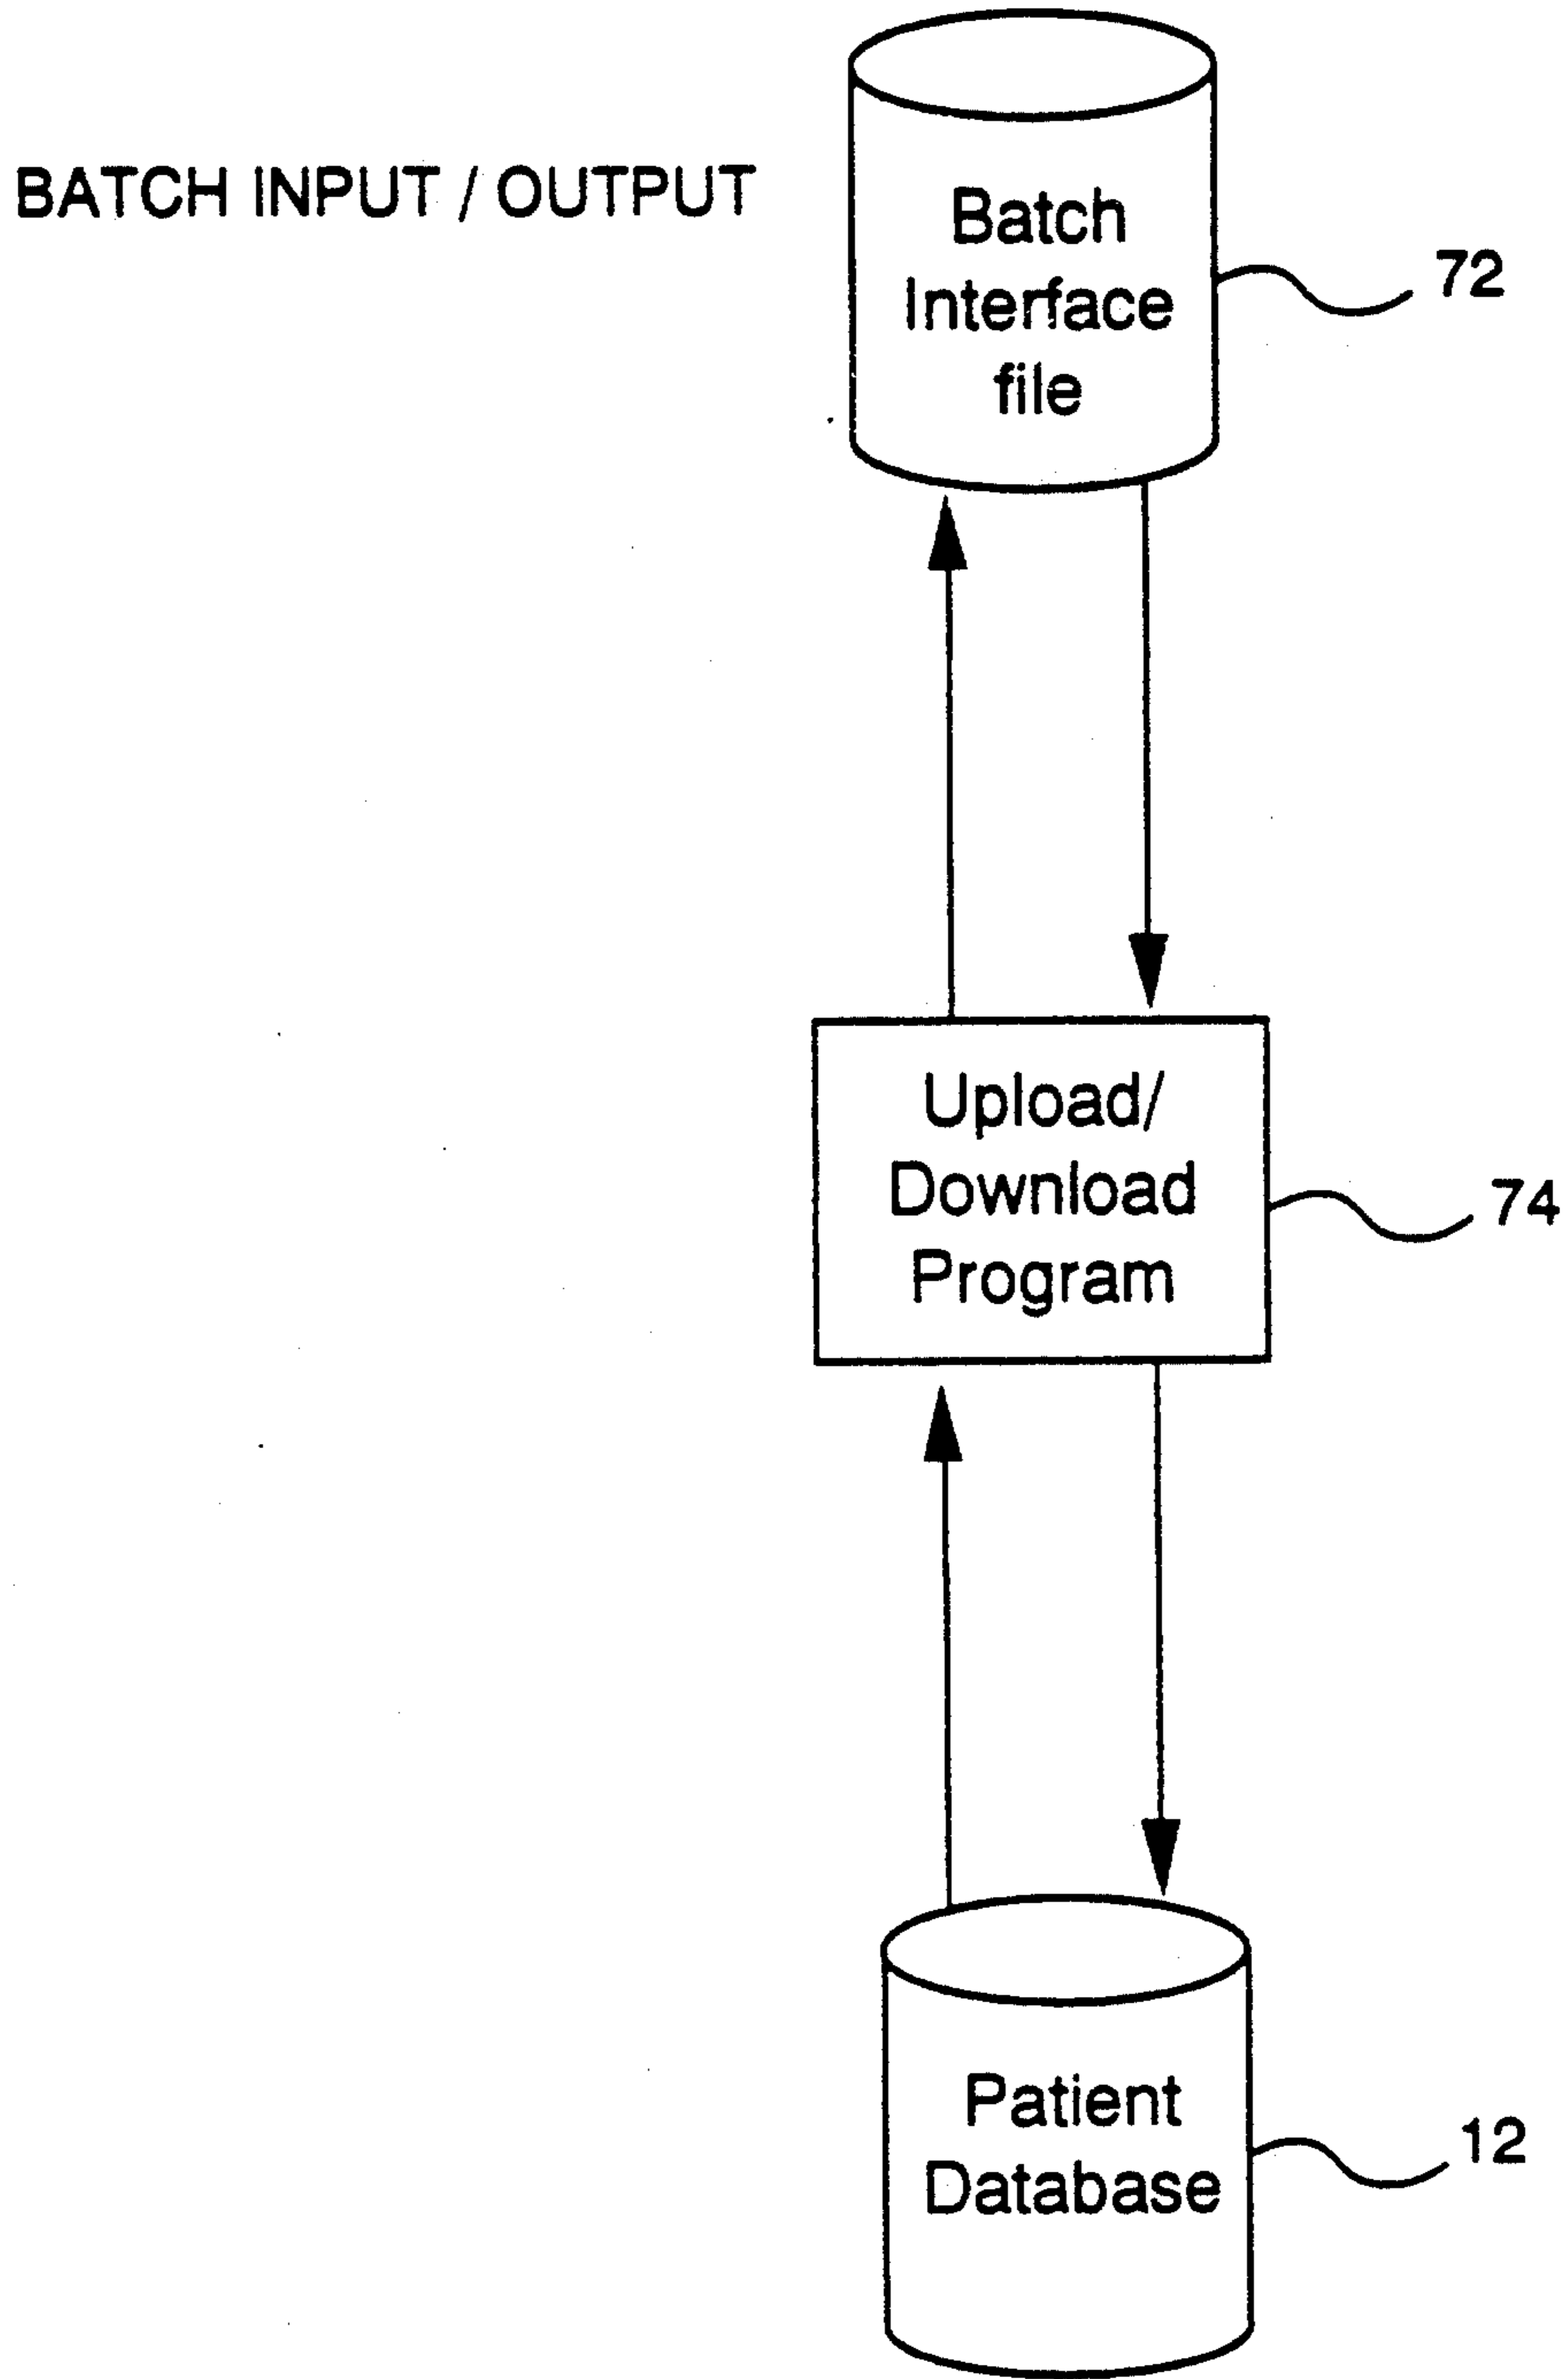 BATCH INPUT / OUTPUT
Batch
Interface
file
72
Upload/
Download
Program
74
Patient
Database
12